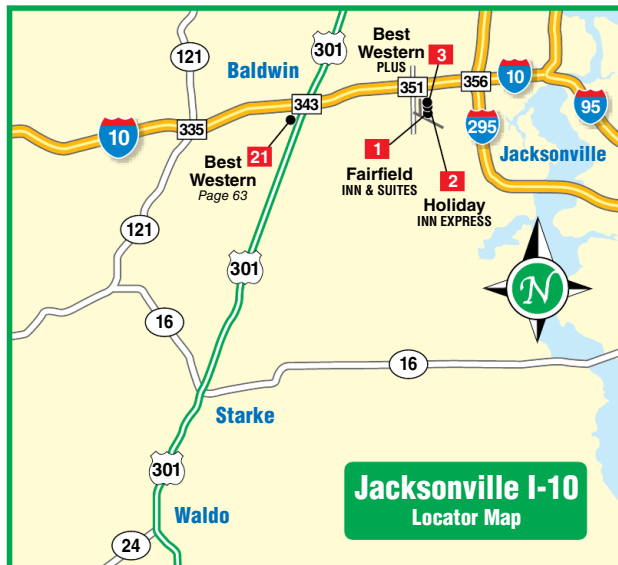 301
121
Baldwin
Best
Western
PLUS
3
351
356
10
343
335
10
95
295
Jacksonville
Best
Western
21
Page 63
1
Fairfield
INN & SUITES
2
Holiday
INN EXPRESS
121
301
N
16
16
Starke
301
Waldo
24
Jacksonville I-10
Locator Map